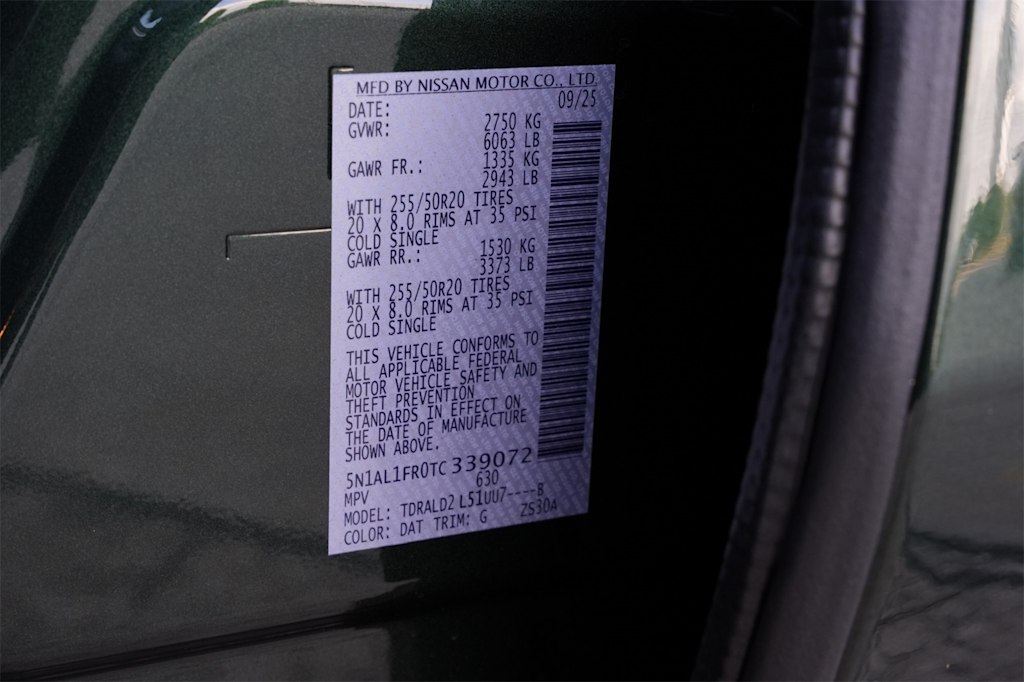 MFD BY NISSAN MOTOR CO., LTD.
DATE: 09/25
GVWR: 2750 KG
6063 LB
GAWR FR.: 1335 KG
2943 LB
WITH 255/50R20 TIRES
20 X 8.0 RIMS AT 35 PSI
COLD SINGLE
GAWR RR.: 1530 KG
3373 LB
WITH 255/50R20 TIRES
20 X 8.0 RIMS AT 35 PSI
COLD SINGLE
THIS VEHICLE CONFORMS TO
ALL APPLICABLE FEDERAL
MOTOR VEHICLE SAFETY AND
THEFT PREVENTION
STANDARDS IN EFFECT ON
THE DATE OF MANUFACTURE
SHOWN ABOVE.
5N1AL1FR0TC339072
MPV 630
MODEL: TDRALD2 L51UU7----B
COLOR: DAT TRIM: G ZS30A